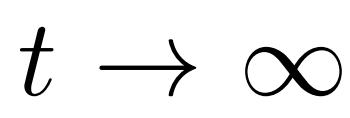 t → ∞